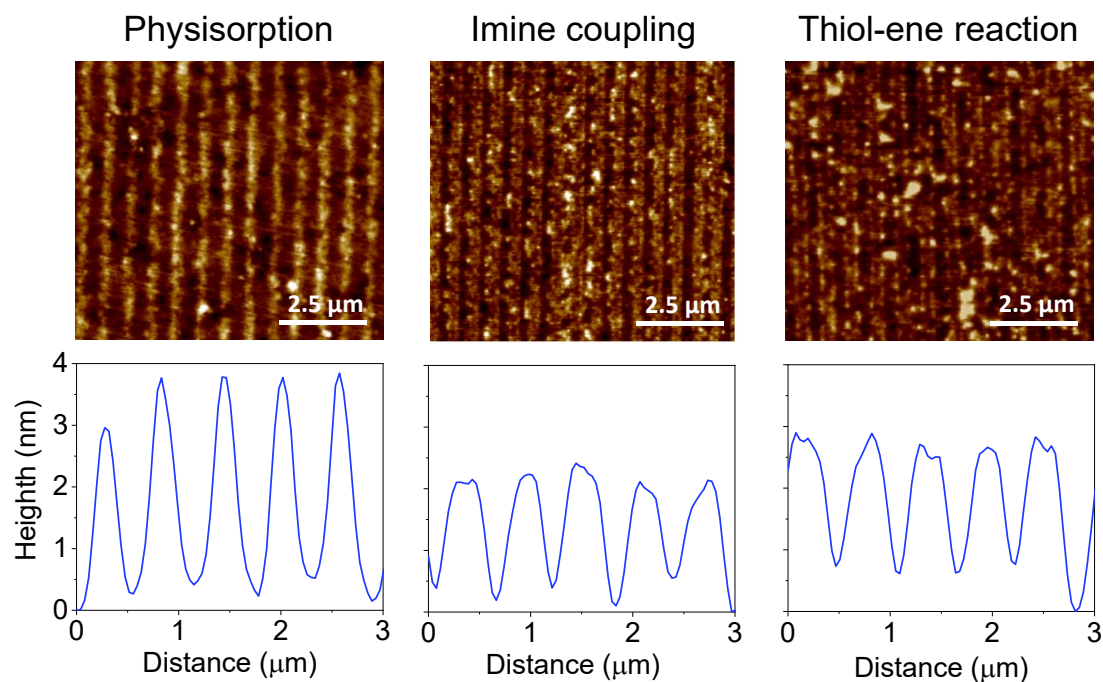 Physisorption
Imine coupling
Thiol-ene reaction
2.5 μm
2.5 μm
2.5 μm
Heighth (nm)
4
3
2
1
0
0 1 2 3
0 1 2 3
0 1 2 3
Distance (μm)
Distance (μm)
Distance (μm)